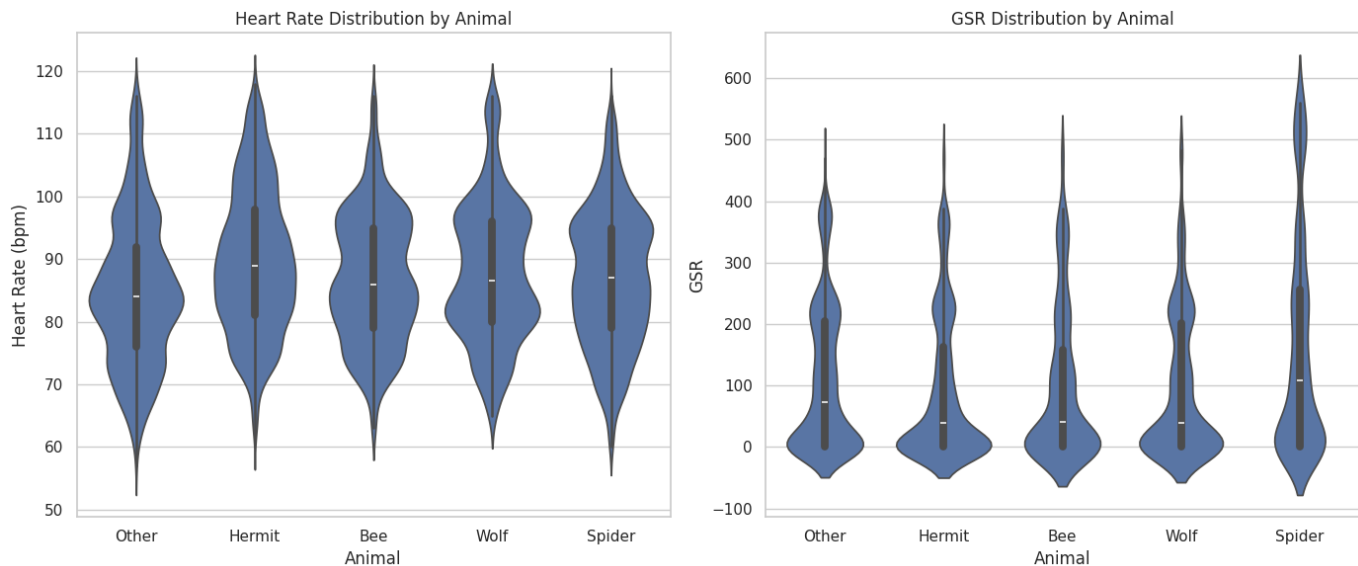 Heart Rate Distribution by Animal
120
110
100
90
80
70
60
50
Heart Rate (bpm)
Other Hermit Bee Wolf Spider
Animal
GSR Distribution by Animal
600
500
400
300
200
100
0
−100
GSR
Other Hermit Bee Wolf Spider
Animal